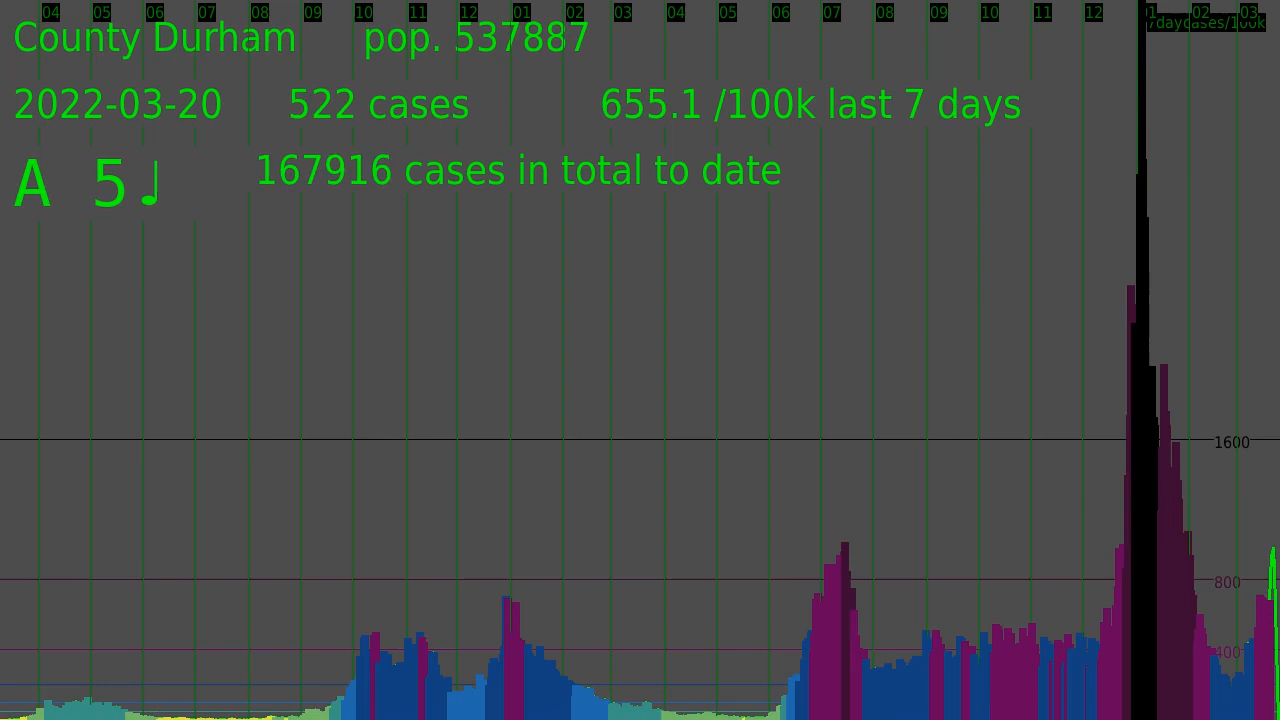 04 05 06 07 08 09 10 11 12 01 02 03 04 05 06 07 08 09 10 11 12 01 02 03
7daycases/100k
County Durham pop. 537887
2022-03-20 522 cases 655.1 /100k last 7 days
A 5♩ 167916 cases in total to date
1600
800
400